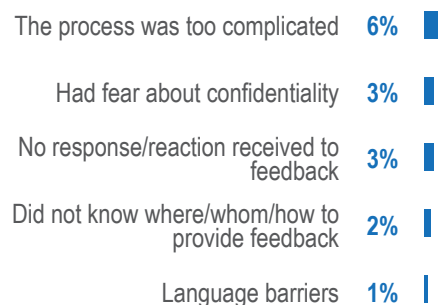 The process was too complicated 6%
Had fear about confidentiality 3%
No response/reaction received to
feedback 3%
Did not know where/whom/how to
provide feedback 2%
Language barriers 1%